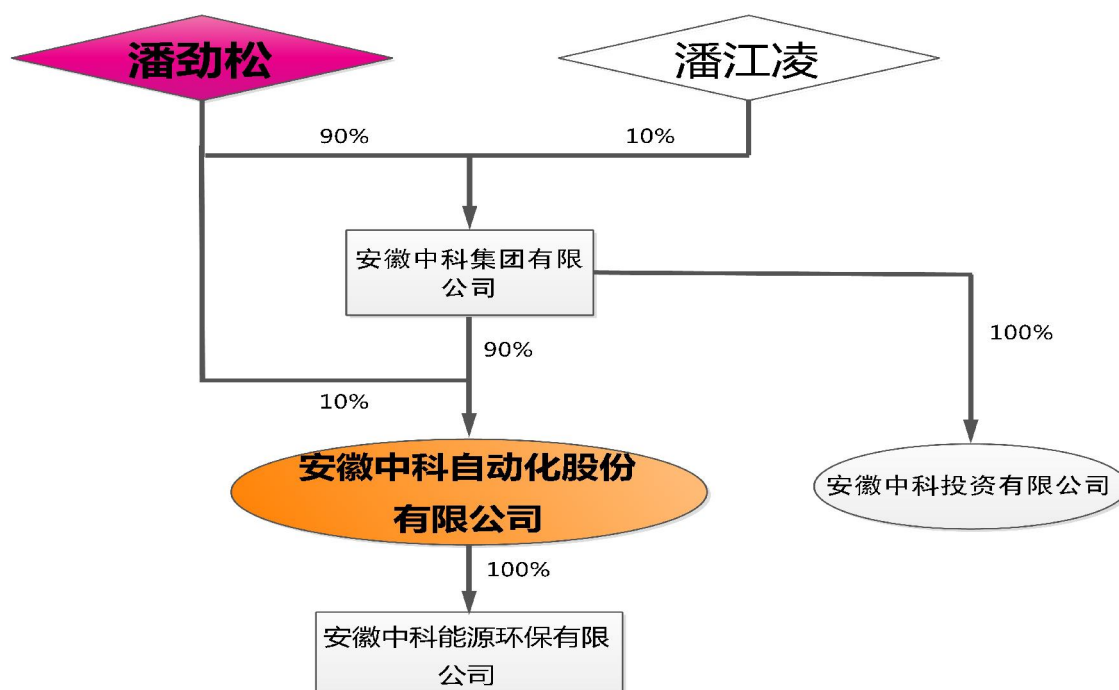 潘劲松
潘江凌
90%
10%
安徽中科集团有限
公司
100%
90%
10%
安徽中科自动化股份
有限公司
安徽中科投资有限公司
100%
安徽中科能源环保有限
公司